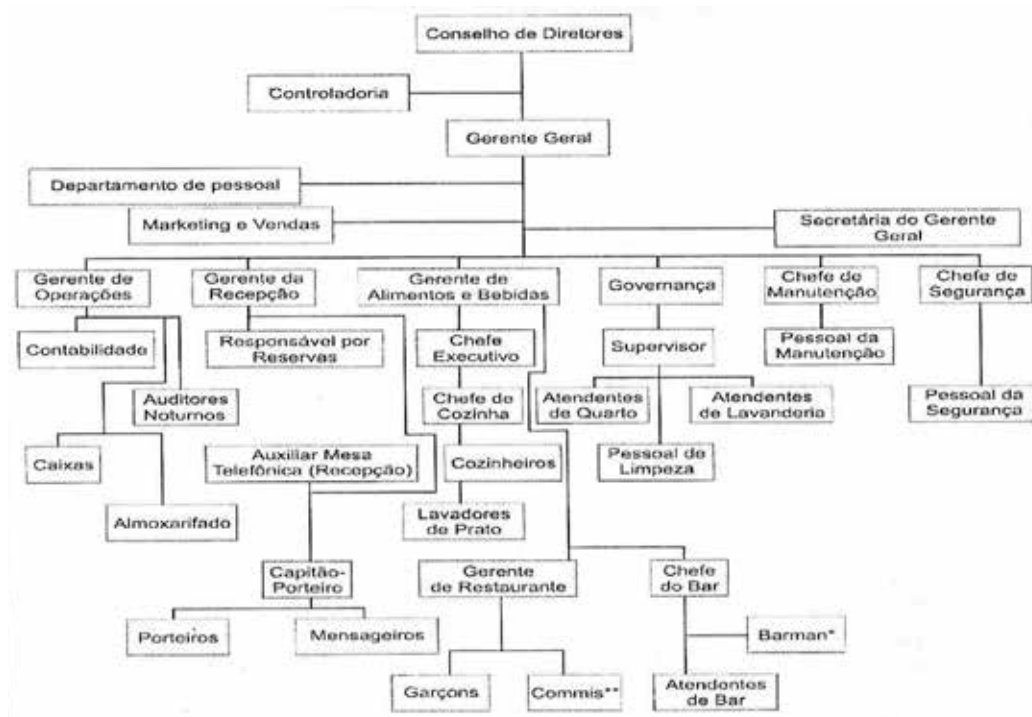 Conselho de Diretores
Controladoria
Gerente Geral
Departamento de pessoal
Marketing e Vendas
Secretária do Gerente
Geral
Gerente de
Operações
Gerente da
Recepção
Gerente de
Alimentos e Bebidas
Governança
Chefe de
Manutenção
Chefe de
Segurança
Contabilidade
Responsável por
Reservas
Chefe
Executivo
Supervisor
Pessoal da
Manutenção
Auditores
Noturnos
Chefe de
Cozinha
Atendentes
de Quarto
Atendentes
de Lavanderia
Pessoal da
Segurança
Caixas
Auxiliar Mesa
Telefônica (Recepção)
Cozinheiros
Pessoal de
Limpeza
Almoxarifado
Lavadores
de Prato
Capitão-
Porteiro
Gerente
de Restaurante
Chefe
do Bar
Porteiros
Mensageiros
Barman*
Garçons
Commis**
Atendentes
de Bar